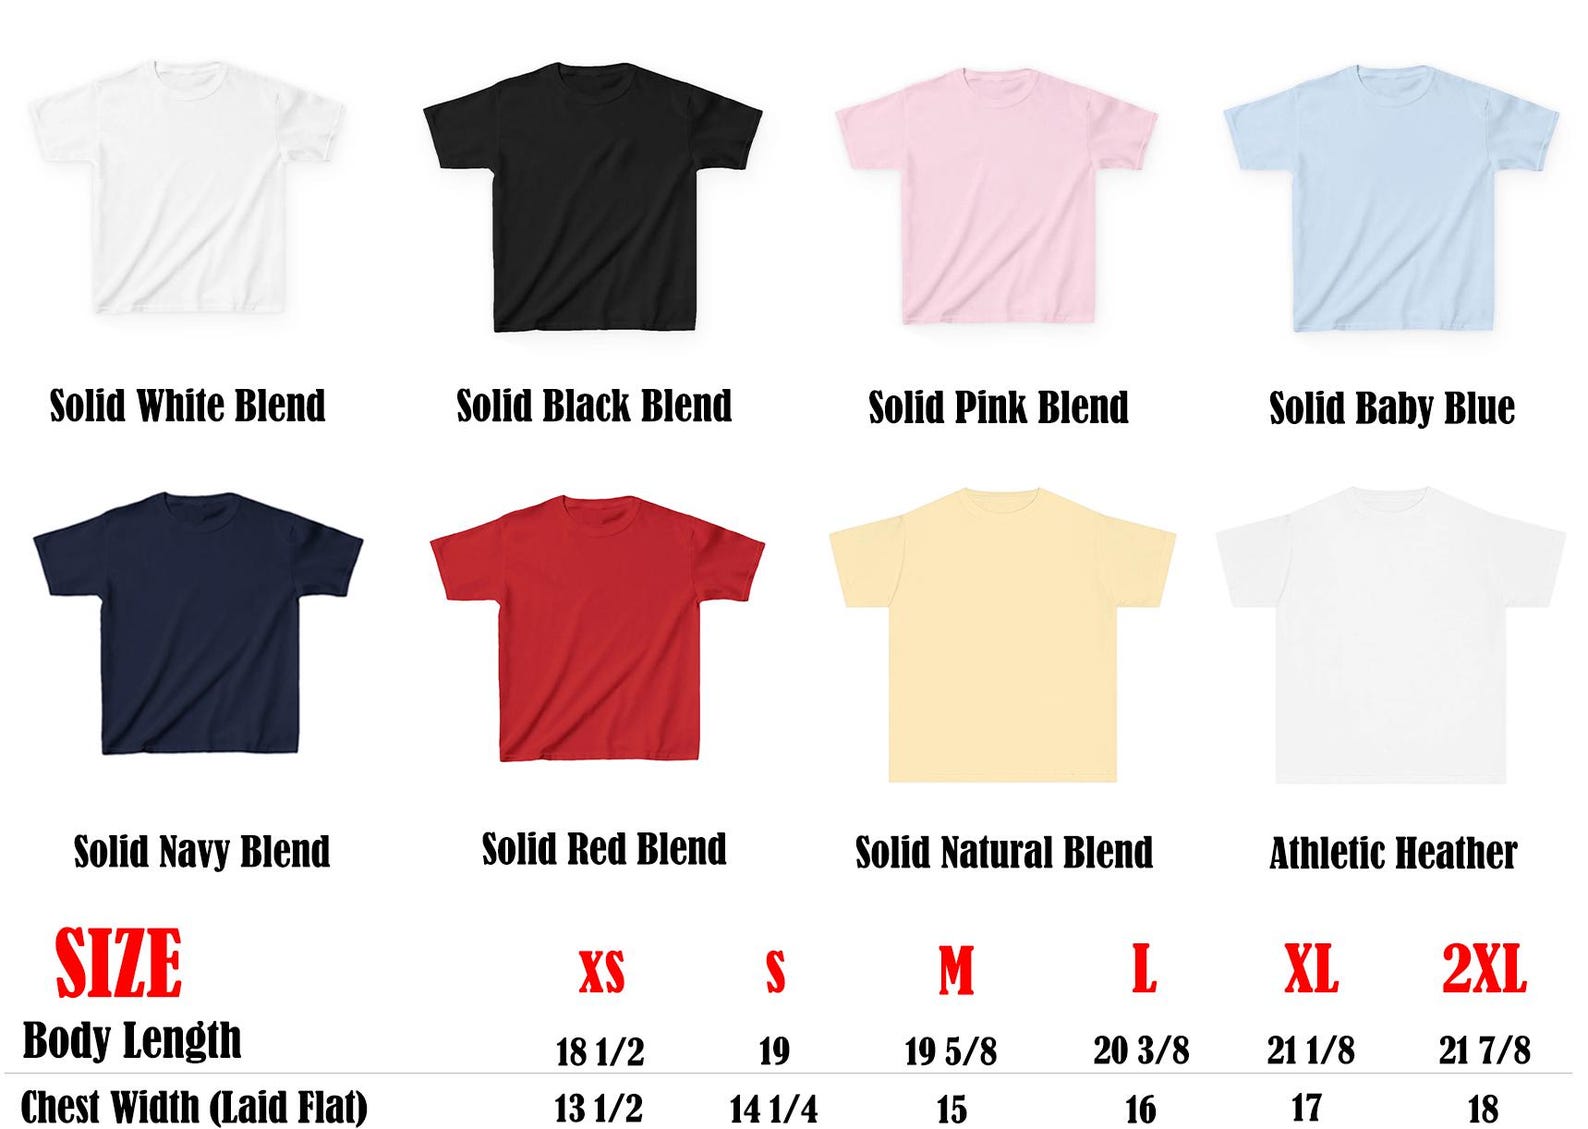 Solid White Blend Solid Black Blend Solid Pink Blend Solid Baby Blue
Solid Navy Blend Solid Red Blend Solid Natural Blend Athletic Heather
SIZE XS S M L XL 2XL
Body Length 18 1/2 19 19 5/8 20 3/8 21 1/8 21 7/8
Chest Width (Laid Flat) 13 1/2 14 1/4 15 16 17 18